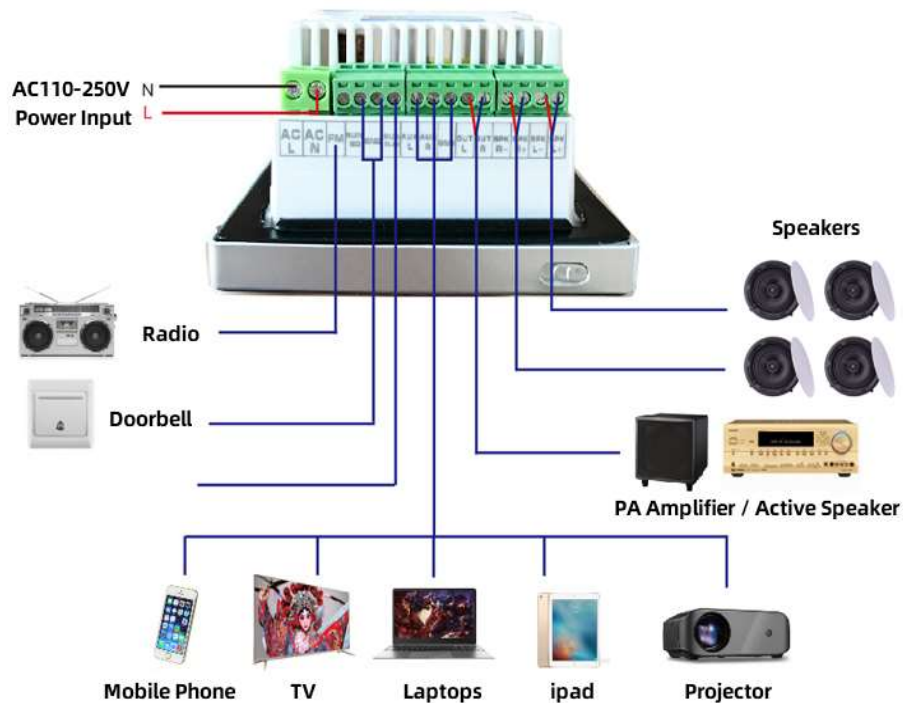 AC110-250V N
Power Input L
AC L
AC N
FM
AUX L
OUT L
Speakers
Radio
Doorbell
PA Amplifier / Active Speaker
Mobile Phone
TV
Laptops
ipad
Projector